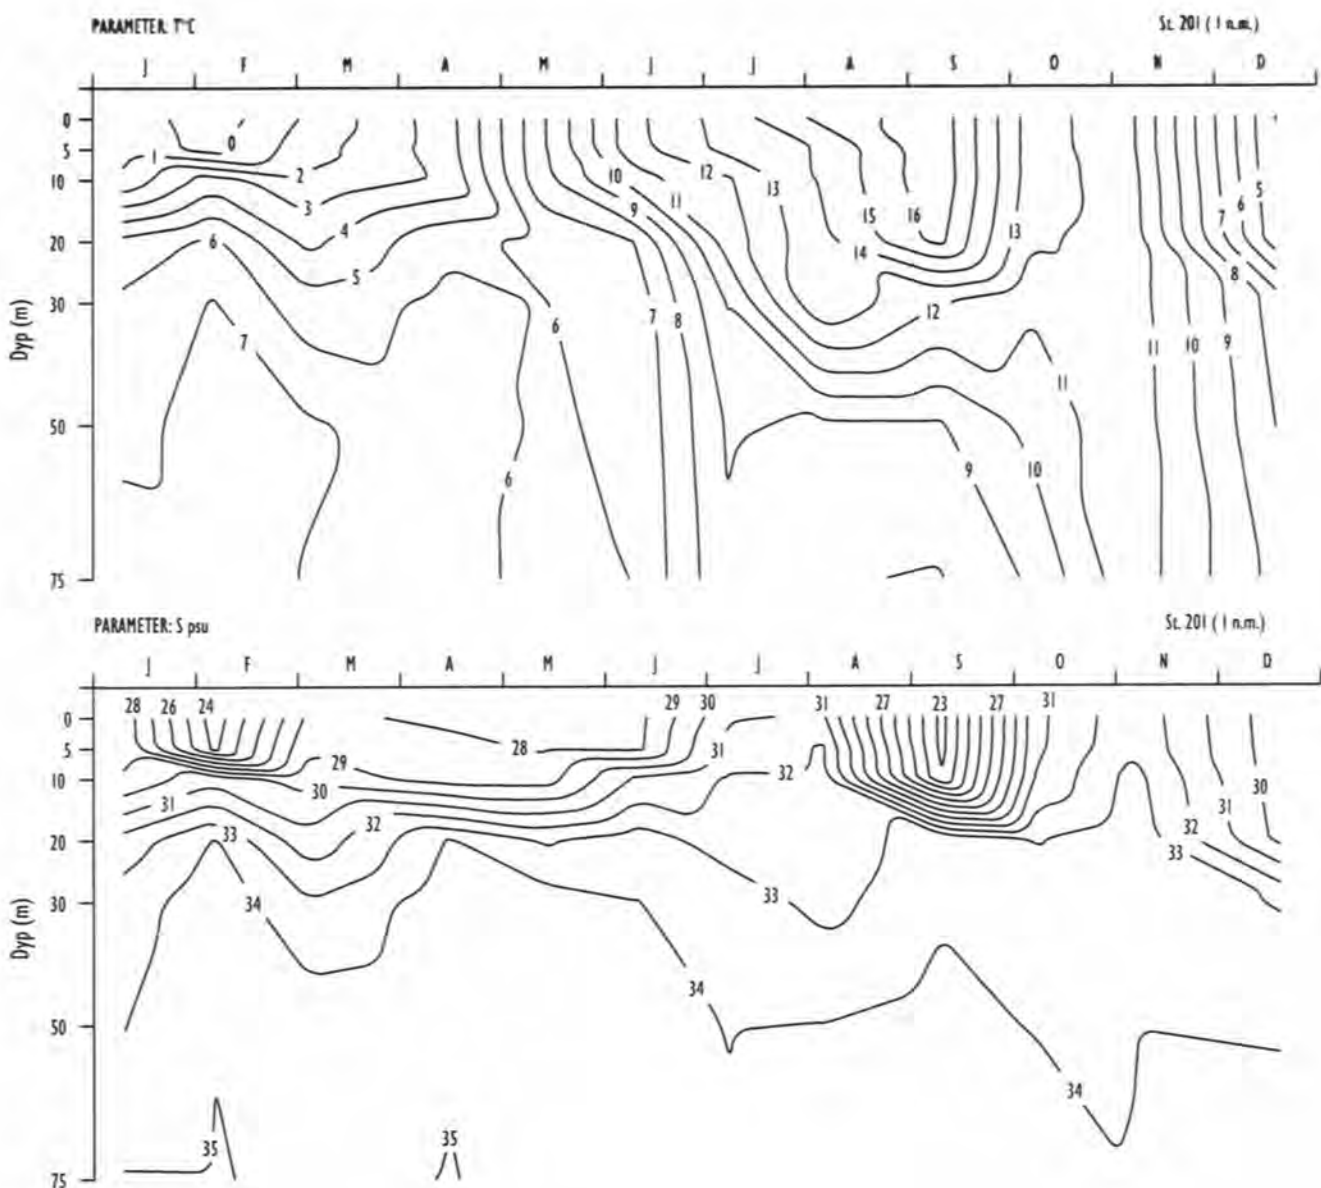 PARAMETER: T°C St. 201 ( 1 n.m.)
J F M A M J J A S O N D
0
5
10
20
30
50
75
Dyp (m)
1 0 2 3 4 5 6 7
6 6 7 8 9 10 11 12 13
14 15 16 13 12 11 10 9
11 10 9 8 7 6 5
PARAMETER: S psu St. 201 ( 1 n.m.)
J F M A M J J A S O N D
28 26 24 29 30 31 27 23 27 31
0
5
10
20
30
50
75
Dyp (m)
28 29 30 31 32 33 34 35
31 32 33 34 35
30 31 32 33 34